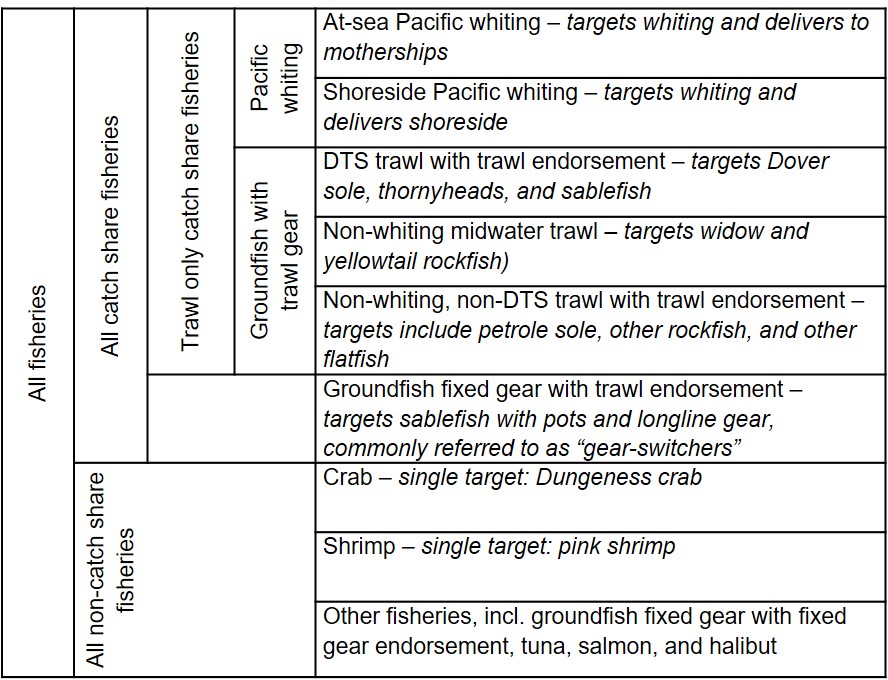 All fisheries
All catch share fisheries
Trawl only catch share fisheries
Pacific
whiting
At-sea Pacific whiting – targets whiting and delivers to
motherships
Shoreside Pacific whiting – targets whiting and
delivers shoreside
Groundfish with
trawl gear
DTS trawl with trawl endorsement – targets Dover
sole, thornyheads, and sablefish
Non-whiting midwater trawl – targets widow and
yellowtail rockfish)
Non-whiting, non-DTS trawl with trawl endorsement –
targets include petrole sole, other rockfish, and other
flatfish
Groundfish fixed gear with trawl endorsement –
targets sablefish with pots and longline gear,
commonly referred to as “gear-switchers”
All non-catch share
fisheries
Crab – single target: Dungeness crab
Shrimp – single target: pink shrimp
Other fisheries, incl. groundfish fixed gear with fixed
gear endorsement, tuna, salmon, and halibut